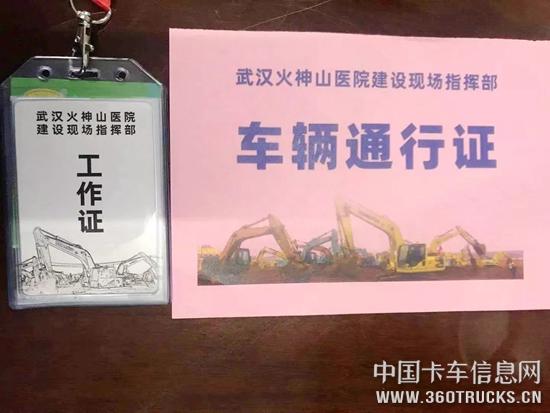 武汉火神山医院
建设现场指挥部
工作证
武汉火神山医院建设现场指挥部
车辆通行证
中国卡车信息网
www.360TRUCKS.CN